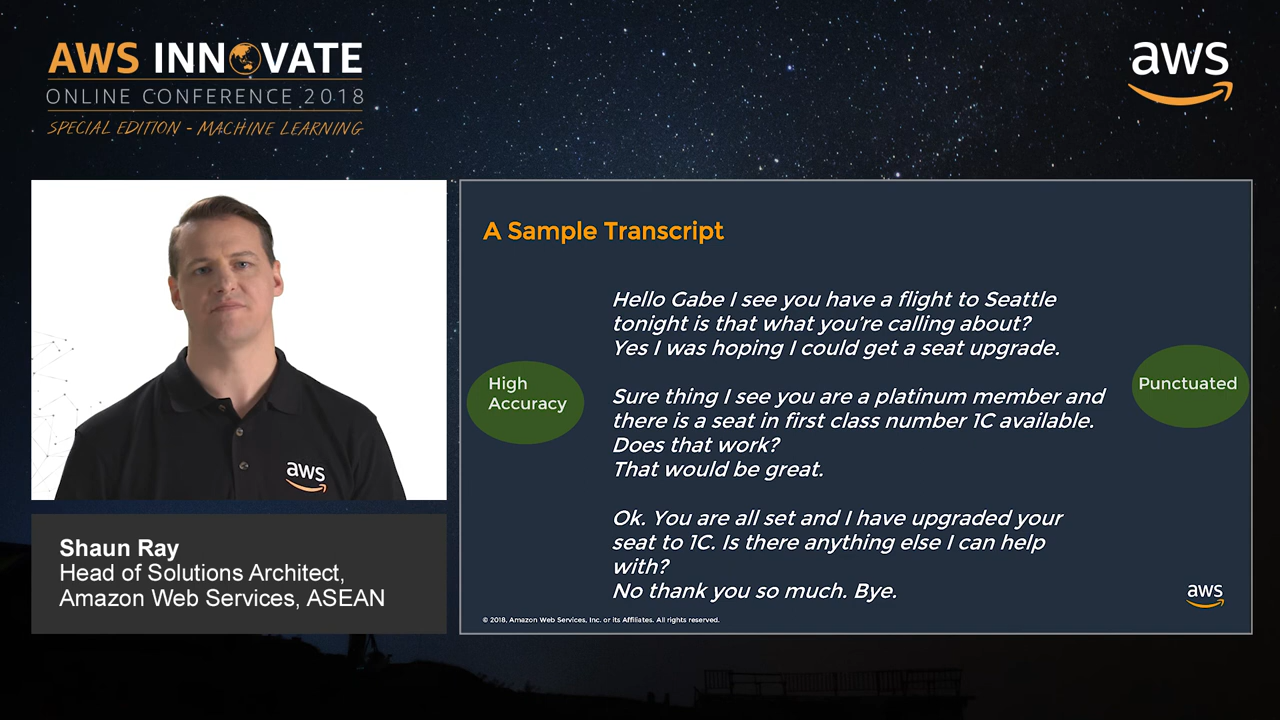 AWS INNOVATE
ONLINE CONFERENCE 2018
SPECIAL EDITION - MACHINE LEARNING
aws
aws
Shaun Ray
Head of Solutions Architect,
Amazon Web Services, ASEAN
A Sample Transcript
High
Accuracy
Hello Gabe I see you have a flight to Seattle
tonight is that what you're calling about?
Yes I was hoping I could get a seat upgrade.
Sure thing I see you are a platinum member and
there is a seat in first class number 1C available.
Does that work?
That would be great.
Ok. You are all set and I have upgraded your
seat to 1C. Is there anything else I can help
with?
No thank you so much. Bye.
Punctuated
aws
© 2018, Amazon Web Services, Inc. or its Affiliates. All rights reserved.